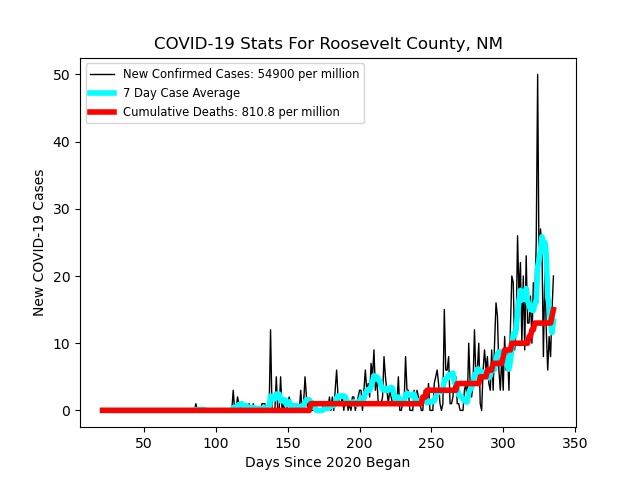 COVID-19 Stats For Roosevelt County, NM
New Confirmed Cases: 54900 per million
7 Day Case Average
Cumulative Deaths: 810.8 per million
New COVID-19 Cases
50
40
30
20
10
0
50 100 150 200 250 300 350
Days Since 2020 Began